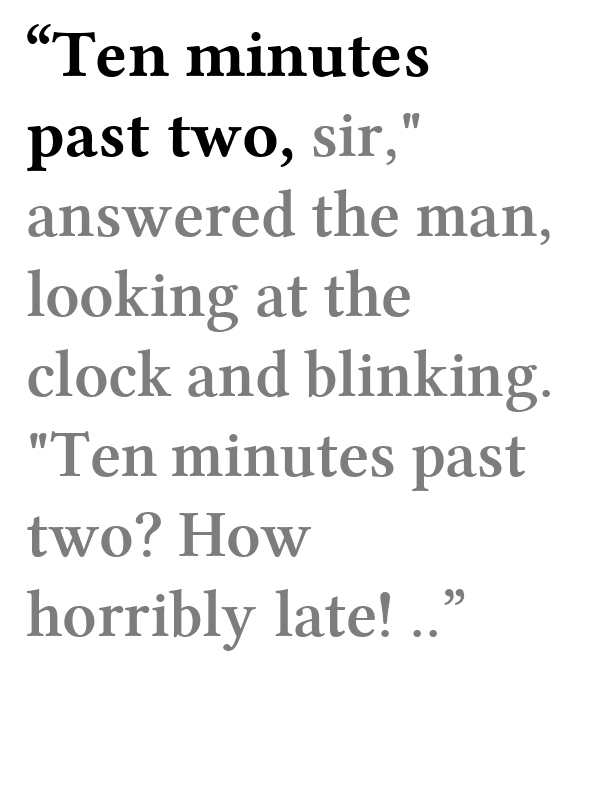 “Ten minutes
past two, sir,"
answered the man,
looking at the
clock and blinking.
"Ten minutes past
two? How
horribly late! ..”